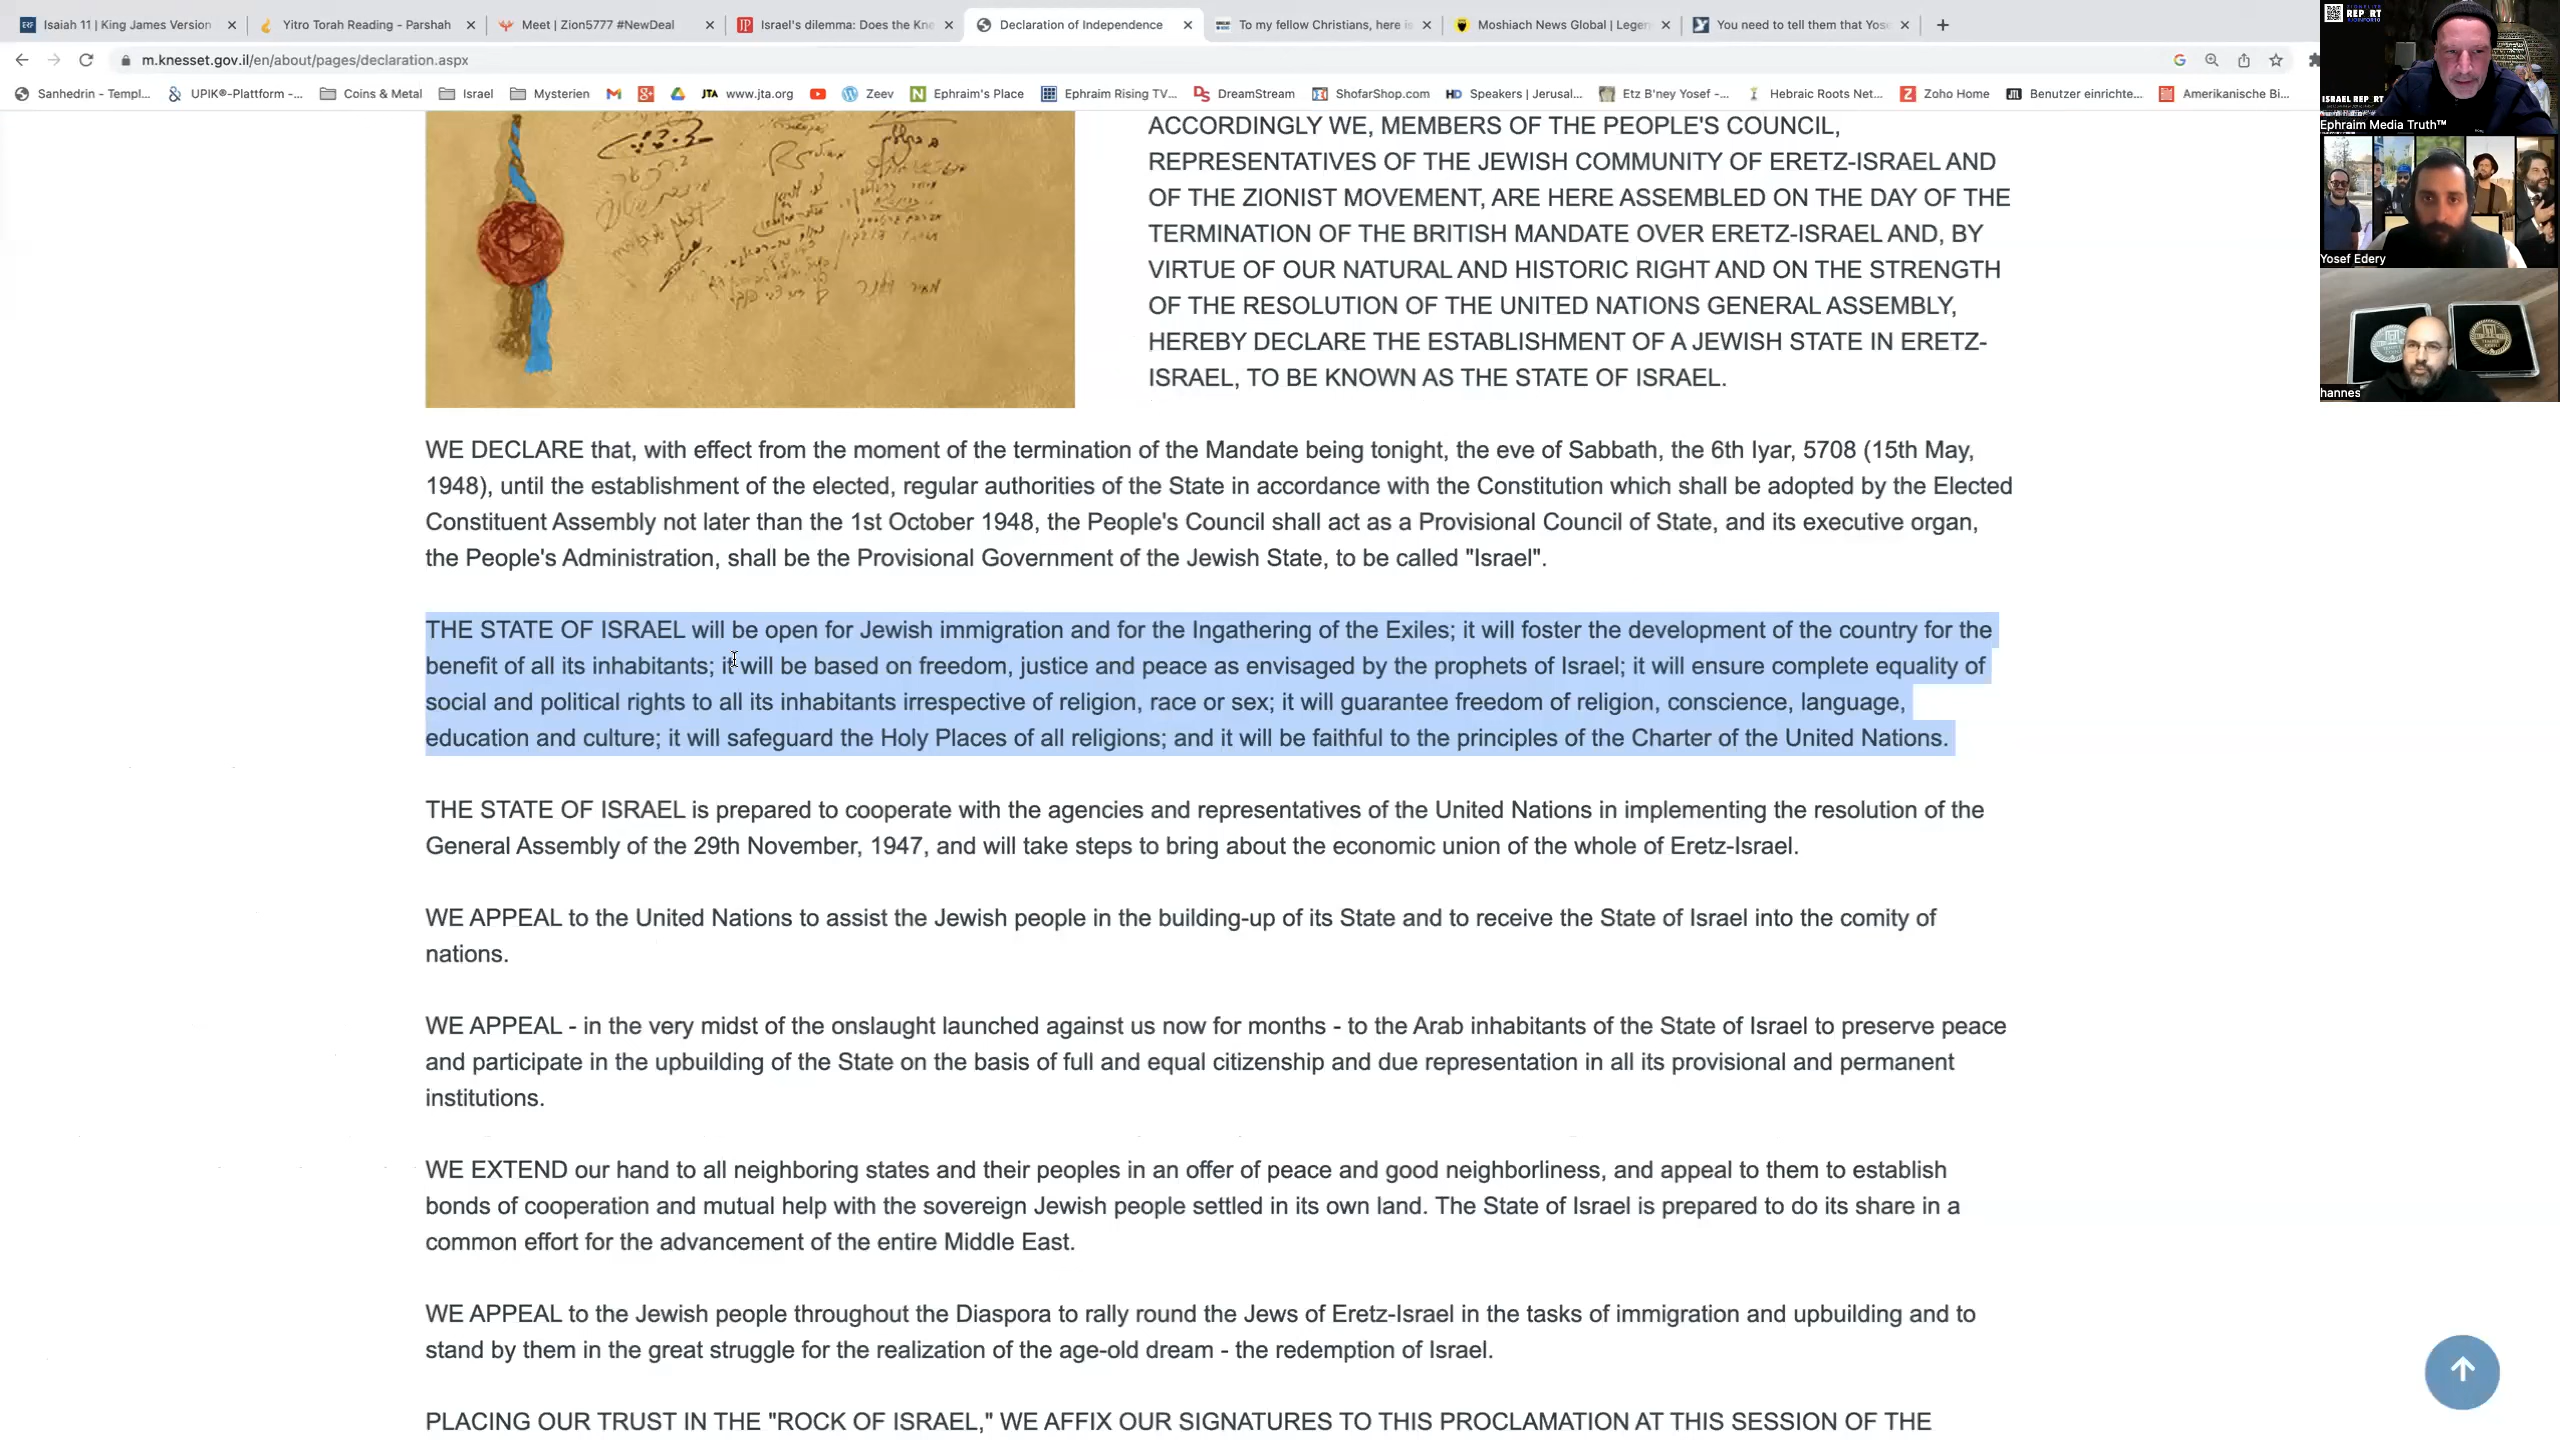 Isaiah 11 | King James Version
Yitro Torah Reading - Parshah
Meet | Zion5777 #NewDeal
Israel's dilemma: Does the Kne
Declaration of Independence
To my fellow Christians, here is
Moshiach News Global | Legen
You need to tell them that Yose
m.knesset.gov.il/en/about/pages/declaration.aspx
Sanhedrin - Templ...
UPIK®-Plattform -...
Coins & Metal
Israel
Mysterien
JTA www.jta.org
Zeev
Ephraim's Place
Ephraim Rising TV...
DreamStream
ShofarShop.com
HD Speakers | Jerusal...
Etz B'ney Yosef -...
Hebraic Roots Net...
Zoho Home
Benutzer einrichte...
Amerikanische Bi...
ISRAEL REP RT
Ephraim Media Truth™
Yosef Edery
hannes
ACCORDINGLY WE, MEMBERS OF THE PEOPLE'S COUNCIL,
REPRESENTATIVES OF THE JEWISH COMMUNITY OF ERETZ-ISRAEL AND
OF THE ZIONIST MOVEMENT, ARE HERE ASSEMBLED ON THE DAY OF THE
TERMINATION OF THE BRITISH MANDATE OVER ERETZ-ISRAEL AND, BY
VIRTUE OF OUR NATURAL AND HISTORIC RIGHT AND ON THE STRENGTH
OF THE RESOLUTION OF THE UNITED NATIONS GENERAL ASSEMBLY,
HEREBY DECLARE THE ESTABLISHMENT OF A JEWISH STATE IN ERETZ-
ISRAEL, TO BE KNOWN AS THE STATE OF ISRAEL.
WE DECLARE that, with effect from the moment of the termination of the Mandate being tonight, the eve of Sabbath, the 6th Iyar, 5708 (15th May,
1948), until the establishment of the elected, regular authorities of the State in accordance with the Constitution which shall be adopted by the Elected
Constituent Assembly not later than the 1st October 1948, the People's Council shall act as a Provisional Council of State, and its executive organ,
the People's Administration, shall be the Provisional Government of the Jewish State, to be called "Israel".
THE STATE OF ISRAEL will be open for Jewish immigration and for the Ingathering of the Exiles; it will foster the development of the country for the
benefit of all its inhabitants; it will be based on freedom, justice and peace as envisaged by the prophets of Israel; it will ensure complete equality of
social and political rights to all its inhabitants irrespective of religion, race or sex; it will guarantee freedom of religion, conscience, language,
education and culture; it will safeguard the Holy Places of all religions; and it will be faithful to the principles of the Charter of the United Nations.
THE STATE OF ISRAEL is prepared to cooperate with the agencies and representatives of the United Nations in implementing the resolution of the
General Assembly of the 29th November, 1947, and will take steps to bring about the economic union of the whole of Eretz-Israel.
WE APPEAL to the United Nations to assist the Jewish people in the building-up of its State and to receive the State of Israel into the comity of
nations.
WE APPEAL - in the very midst of the onslaught launched against us now for months - to the Arab inhabitants of the State of Israel to preserve peace
and participate in the upbuilding of the State on the basis of full and equal citizenship and due representation in all its provisional and permanent
institutions.
WE EXTEND our hand to all neighboring states and their peoples in an offer of peace and good neighborliness, and appeal to them to establish
bonds of cooperation and mutual help with the sovereign Jewish people settled in its own land. The State of Israel is prepared to do its share in a
common effort for the advancement of the entire Middle East.
WE APPEAL to the Jewish people throughout the Diaspora to rally round the Jews of Eretz-Israel in the tasks of immigration and upbuilding and to
stand by them in the great struggle for the realization of the age-old dream - the redemption of Israel.
PLACING OUR TRUST IN THE "ROCK OF ISRAEL," WE AFFIX OUR SIGNATURES TO THIS PROCLAMATION AT THIS SESSION OF THE